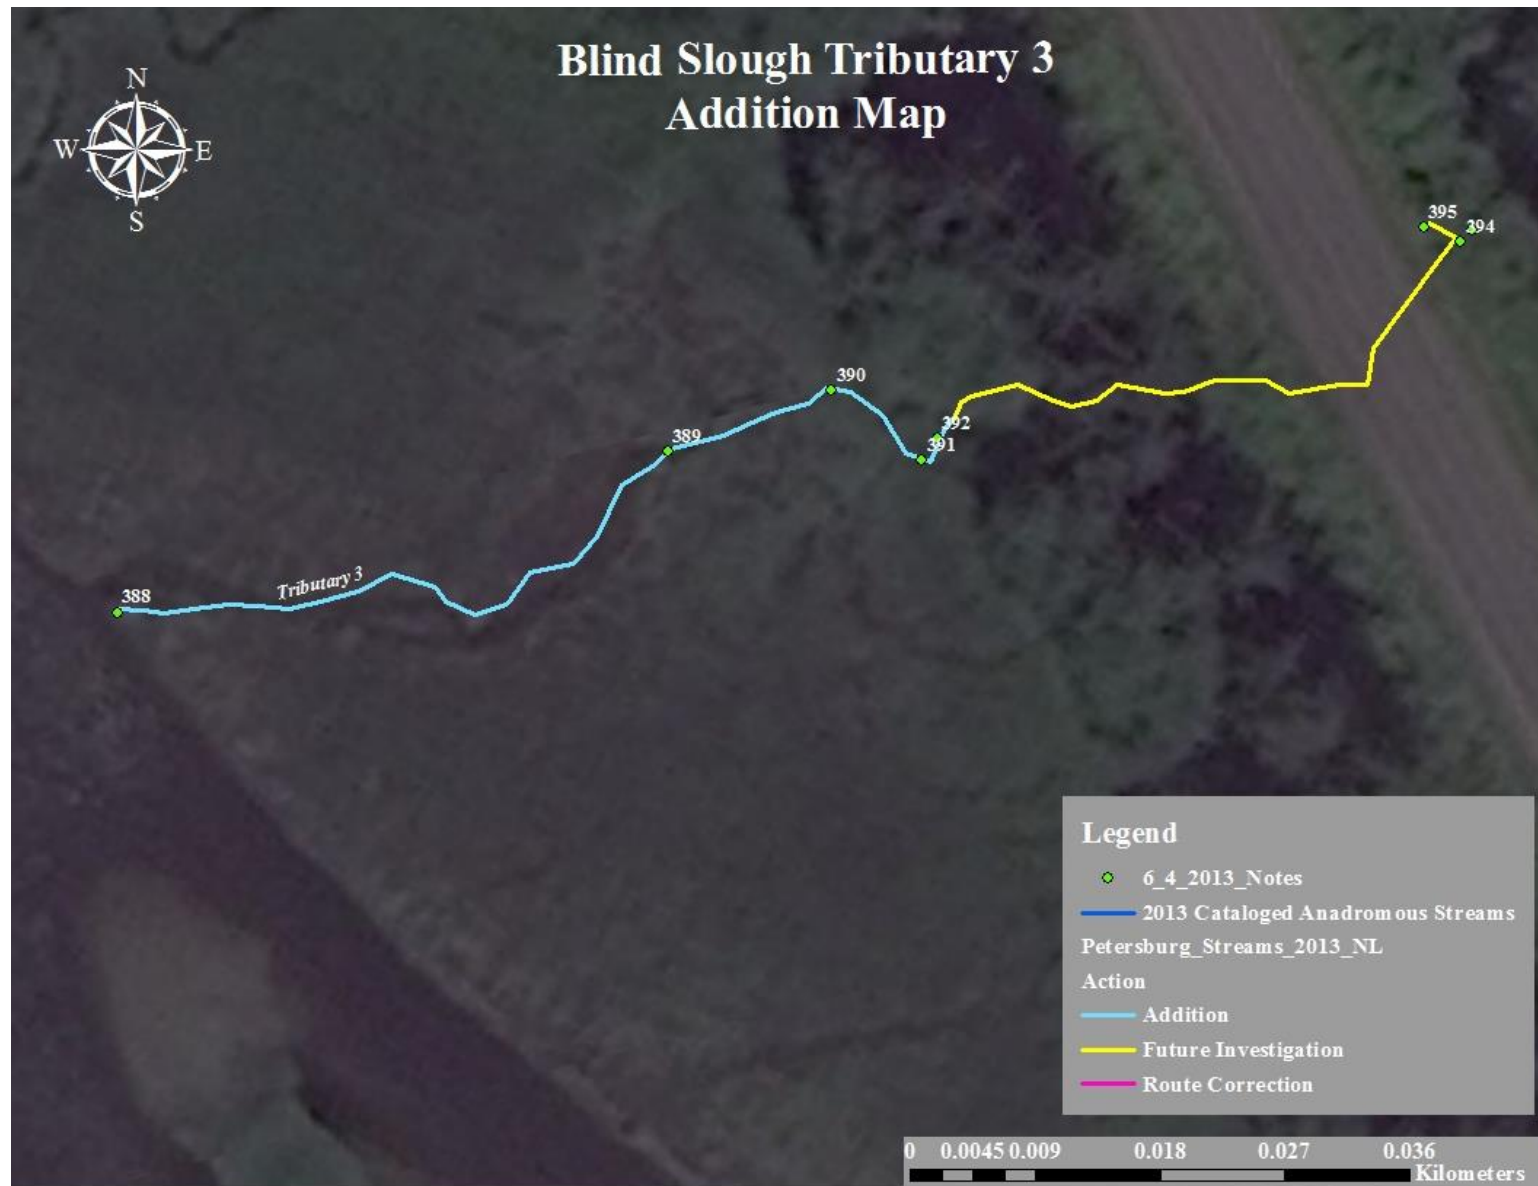 Blind Slough Tributary 3
Addition Map
N
W E
S
395
394
390
392
391
389
388
Tributary 3
Legend
6_4_2013_Notes
2013 Cataloged Anadromous Streams
Petersburg_Streams_2013_NL
Action
Addition
Future Investigation
Route Correction
0 0.0045 0.009 0.018 0.027 0.036
Kilometers